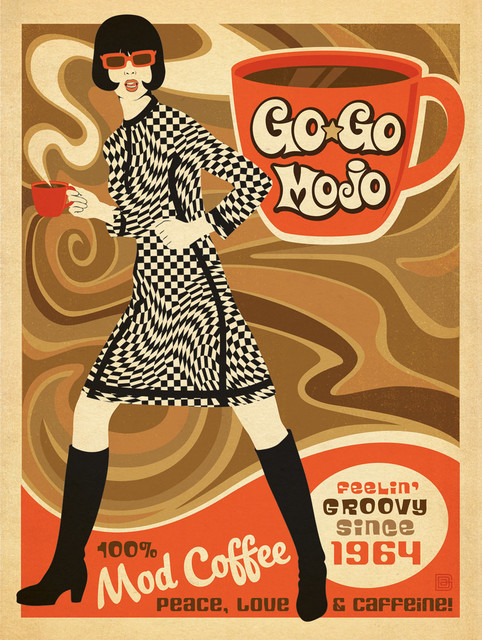 GO★GO
MOJO
FEELIN'
GROOVY
SINCE
1964
100%
Mod Coffee
PEACE, LOVE & CAFFEINE!